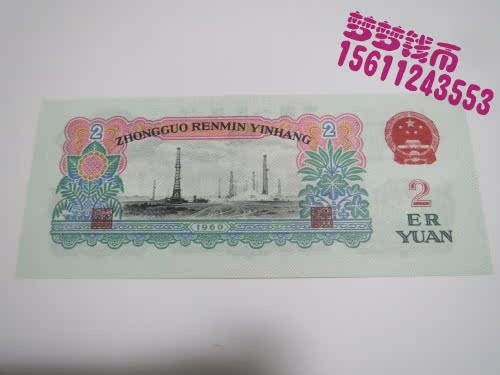 梦梦钱币
15611243553
2
ZHONGGUO RENMIN YINHANG
2
2
ER
YUAN
1960